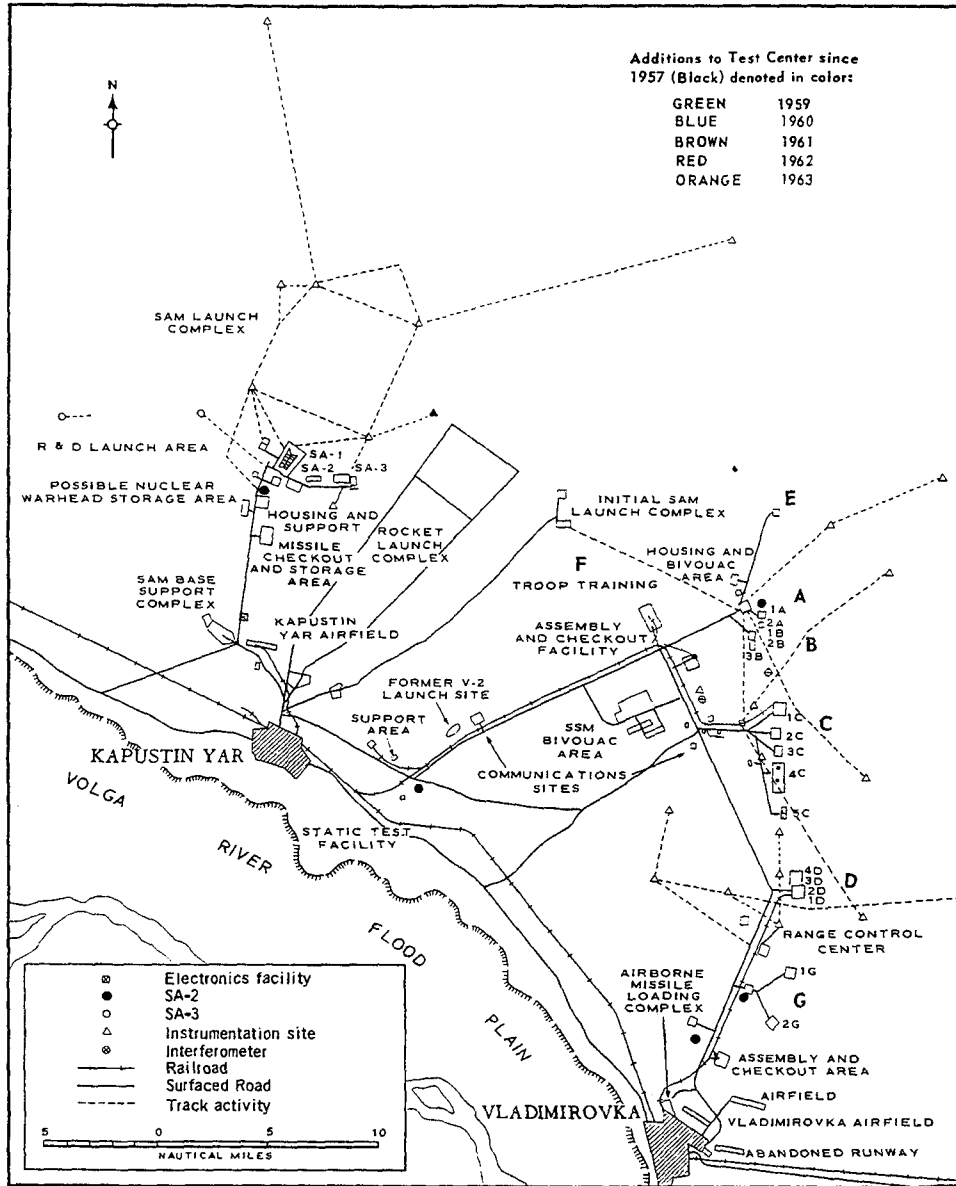 Additions to Test Center since
1957 (Black) denoted in color:
GREEN 1959
BLUE 1960
BROWN 1961
RED 1962
ORANGE 1963
N
SAM LAUNCH
COMPLEX
R & D LAUNCH AREA
SA-1
SA-2
SA-3
POSSIBLE NUCLEAR
WARHEAD STORAGE AREA
HOUSING AND
SUPPORT
MISSILE
CHECKOUT
AND STORAGE
AREA
ROCKET
LAUNCH
COMPLEX
INITIAL SAM
LAUNCH COMPLEX
E
HOUSING AND
BIVOUAC
AREA
F
TROOP TRAINING
A
1A
2A
1B
2B
3B
B
SAM BASE
SUPPORT
COMPLEX
KAPUSTIN
YAR AIRFIELD
ASSEMBLY
AND CHECKOUT
FACILITY
FORMER V-2
LAUNCH SITE
SUPPORT
AREA
SSM
BIVOUAC
AREA
COMMUNICATIONS
SITES
C
1C
2C
3C
4C
5C
KAPUSTIN YAR
VOLGA
RIVER
FLOOD
PLAIN
STATIC TEST
FACILITY
4D
3D
2D
1D
D
RANGE CONTROL
CENTER
AIRBORNE
MISSILE
LOADING
COMPLEX
1G
G
2G
ASSEMBLY AND
CHECKOUT AREA
AIRFIELD
VLADIMIROVKA
VLADIMIROVKA AIRFIELD
ABANDONED RUNWAY
Electronics facility
SA-2
SA-3
Instrumentation site
Interferometer
Railroad
Surfaced Road
Track activity
5 0 5 10
NAUTICAL MILES